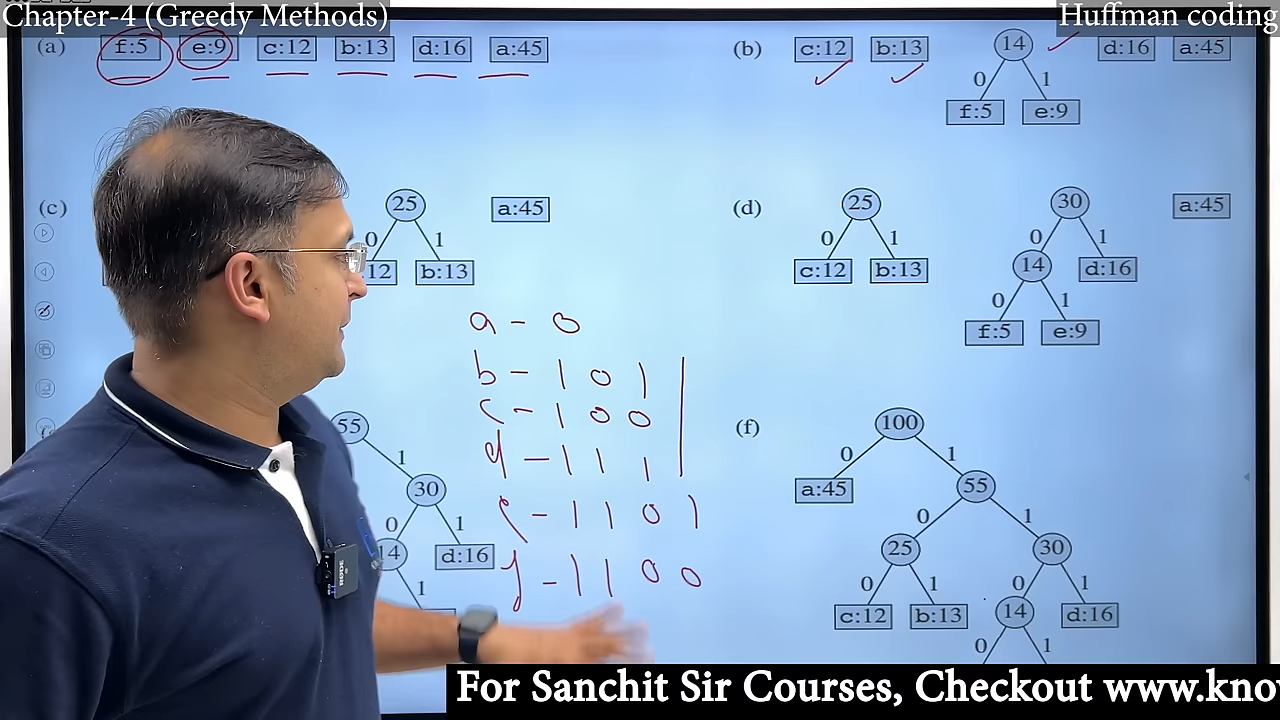 Chapter-4 (Greedy Methods)
Huffman coding
(a) f:5 e:9 c:12 b:13 d:16 a:45
(b) c:12 b:13 14 d:16 a:45
0 1
f:5 e:9
(c) 25 a:45
0 1
12 b:13
(d) 25 30 a:45
0 1 0 1
c:12 b:13 14 d:16
0 1
f:5 e:9
a - 0
b - 1 0 1
c - 1 0 0
d - 1 1 1
e - 1 1 0 1
f - 1 1 0 0
55
1
30
0 1
14 d:16
1
(f) 100
0 1
a:45 55
0 1
25 30
0 1 0 1
c:12 b:13 14 d:16
0 1
For Sanchit Sir Courses, Checkout www.kno